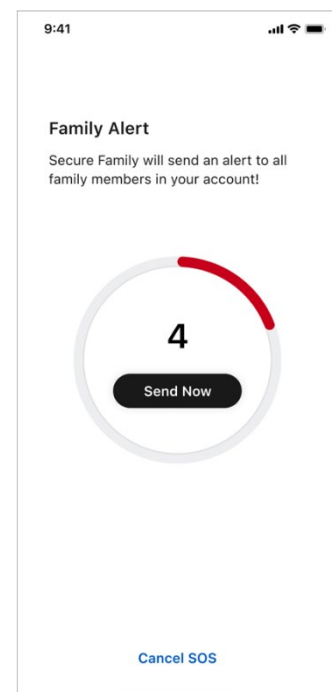 9:41
Family Alert
Secure Family will send an alert to all
family members in your account!
4
Send Now
Cancel SOS